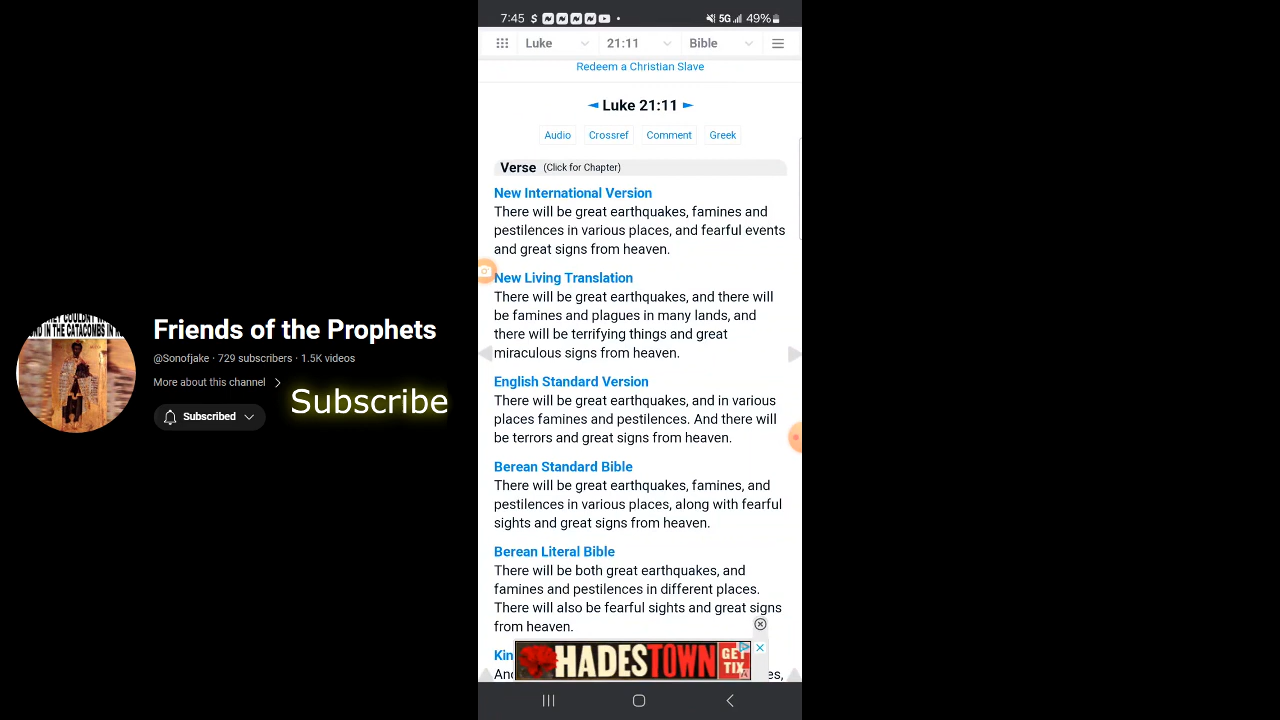 7:45 $ 5G 49%
Luke 21:11 Bible
Redeem a Christian Slave
◄ Luke 21:11 ►
Audio Crossref Comment Greek
Verse (Click for Chapter)
New International Version
There will be great earthquakes, famines and
pestilences in various places, and fearful events
and great signs from heaven.
New Living Translation
There will be great earthquakes, and there will
be famines and plagues in many lands, and
there will be terrifying things and great
miraculous signs from heaven.
English Standard Version
There will be great earthquakes, and in various
places famines and pestilences. And there will
be terrors and great signs from heaven.
Berean Standard Bible
There will be great earthquakes, famines, and
pestilences in various places, along with fearful
sights and great signs from heaven.
Berean Literal Bible
There will be both great earthquakes, and
famines and pestilences in different places.
There will also be fearful sights and great signs
from heaven.
Kin
And
es,
HADESTOWN GET TIX
IN THE CATACOMBS IN
Friends of the Prophets
@Sonofjake · 729 subscribers · 1.5K videos
More about this channel >
Subscribed
Subscribe